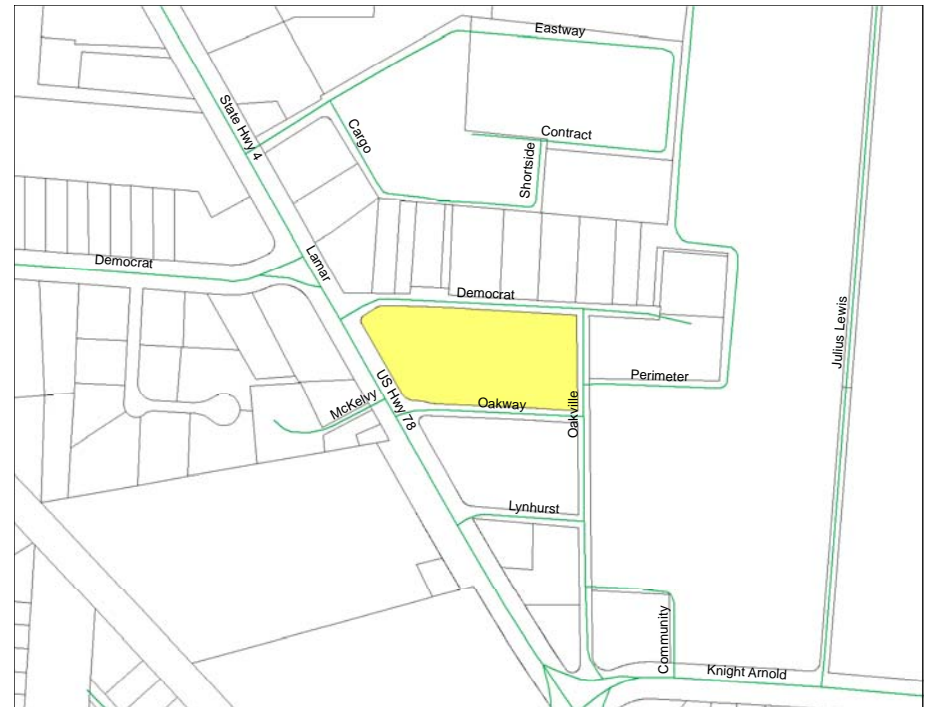 Eastway
State Hwy 4
Cargo
Contract
Shortside
Lamar
Democrat
Democrat
Julius Lewis
US Hwy 78
Perimeter
McKelvy
Oakway
Oakville
Lynhurst
Community
Knight Arnold